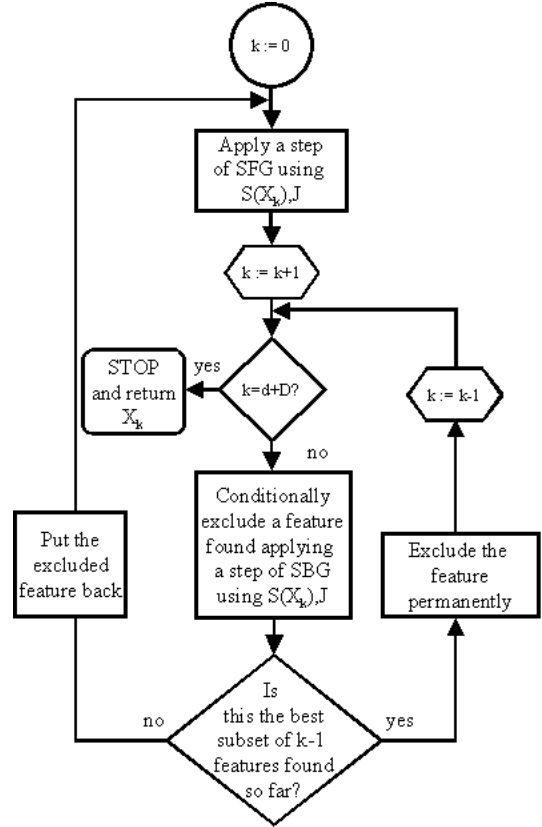 k := 0
Apply a step
of SFG using
S(Xk),J
k := k+1
STOP
and return
Xk
yes
k=d+D?
k := k-1
no
Conditionally
exclude a feature
found applying
a step of SBG
using S(Xk),J
Put the
excluded
feature back
Exclude the
feature
permanently
Is
this the best
subset of k-1
features found
so far?
no
yes